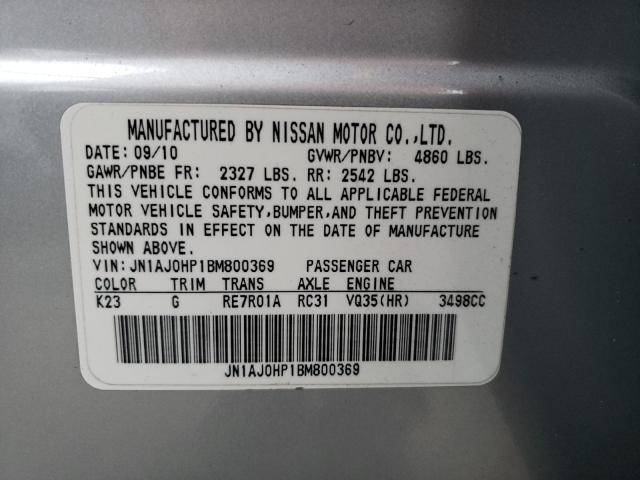 MANUFACTURED BY NISSAN MOTOR CO.,LTD.
DATE: 09/10 GVWR/PNBV: 4860 LBS.
GAWR/PNBE FR: 2327 LBS. RR: 2542 LBS.
THIS VEHICLE CONFORMS TO ALL APPLICABLE FEDERAL
MOTOR VEHICLE SAFETY,BUMPER,AND THEFT PREVENTION
STANDARDS IN EFFECT ON THE DATE OF MANUFACTURE
SHOWN ABOVE.
VIN: JN1AJ0HP1BM800369 PASSENGER CAR
COLOR TRIM TRANS AXLE ENGINE
K23 G RE7R01A RC31 VQ35(HR) 3498CC
JN1AJ0HP1BM800369